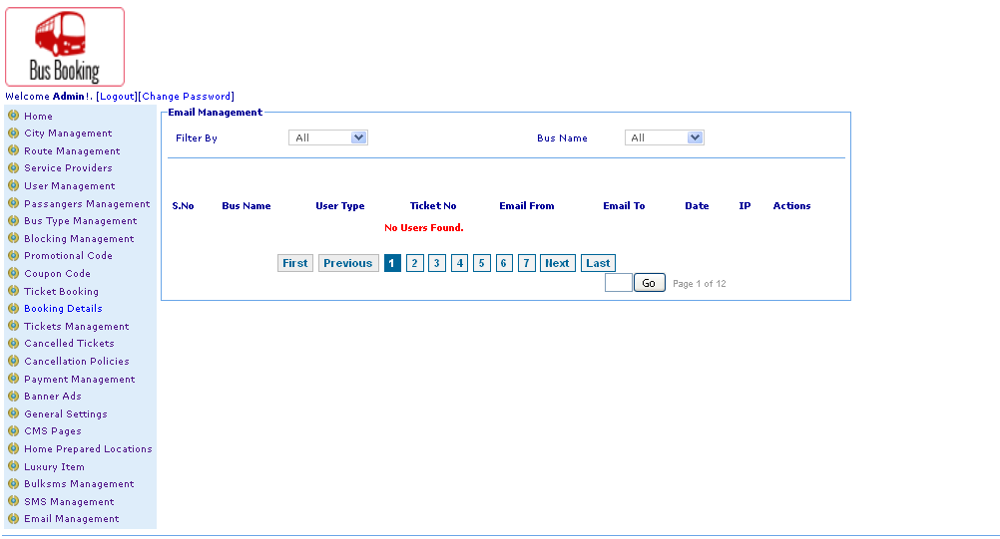 Bus Booking
Welcome Admin!. [Logout][Change Password]
Home
City Management
Route Management
Service Providers
User Management
Passangers Management
Bus Type Management
Blocking Management
Promotional Code
Coupon Code
Ticket Booking
Booking Details
Tickets Management
Cancelled Tickets
Cancellation Policies
Payment Management
Banner Ads
General Settings
CMS Pages
Home Prepared Locations
Luxury Item
Bulksms Management
SMS Management
Email Management
Email Management
Filter By All Bus Name All
S.No Bus Name User Type Ticket No Email From Email To Date IP Actions
No Users Found.
First Previous 1 2 3 4 5 6 7 Next Last
Go Page 1 of 12